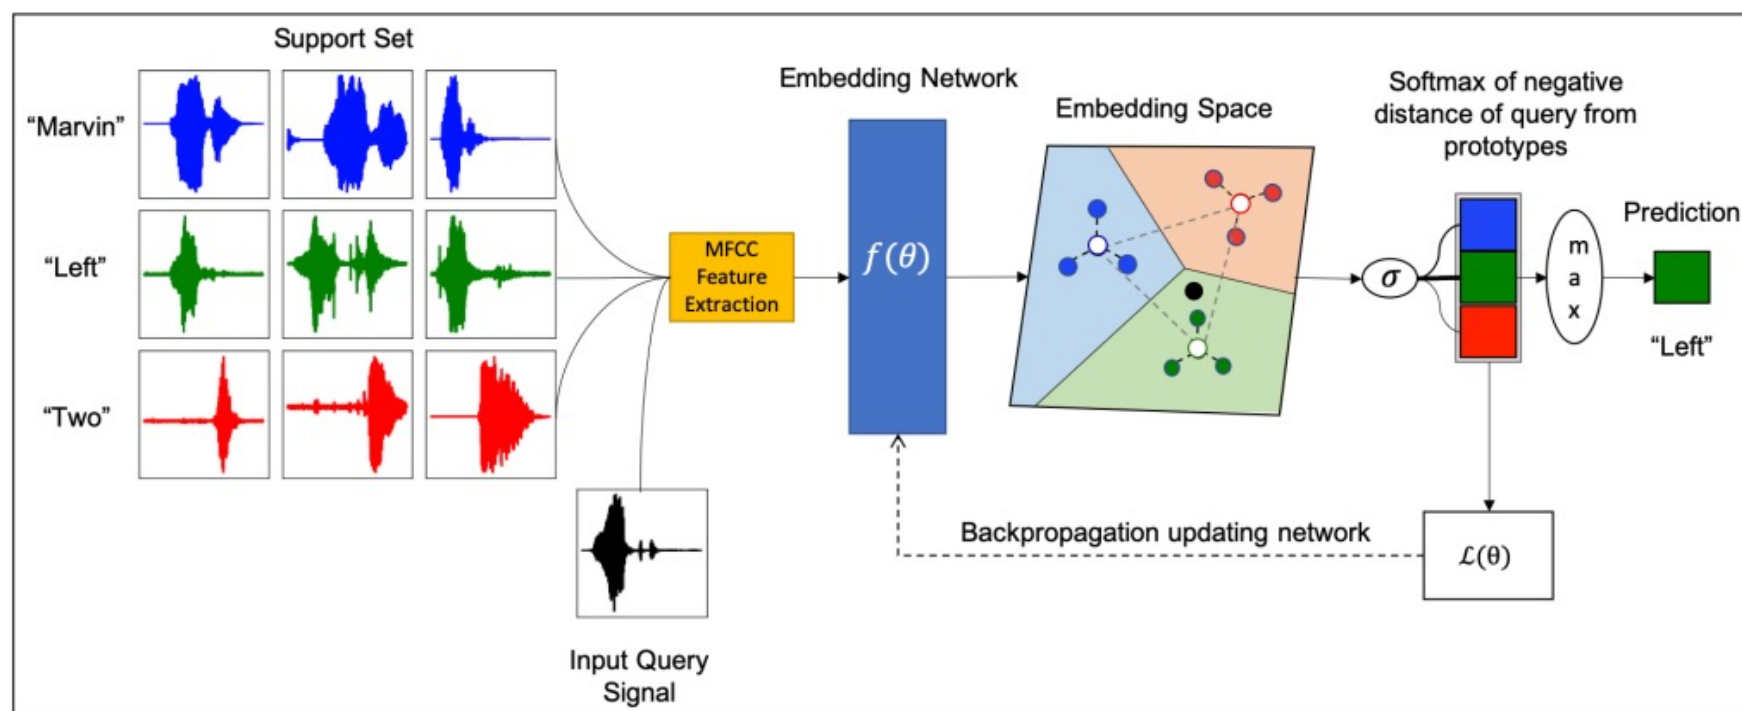 Support Set
“Marvin”
“Left”
“Two”
Input Query
Signal
MFCC
Feature
Extraction
Embedding Network
f(θ)
Embedding Space
Softmax of negative
distance of query from
prototypes
σ
m
a
x
Prediction
“Left”
Backpropagation updating network
ℒ(θ)